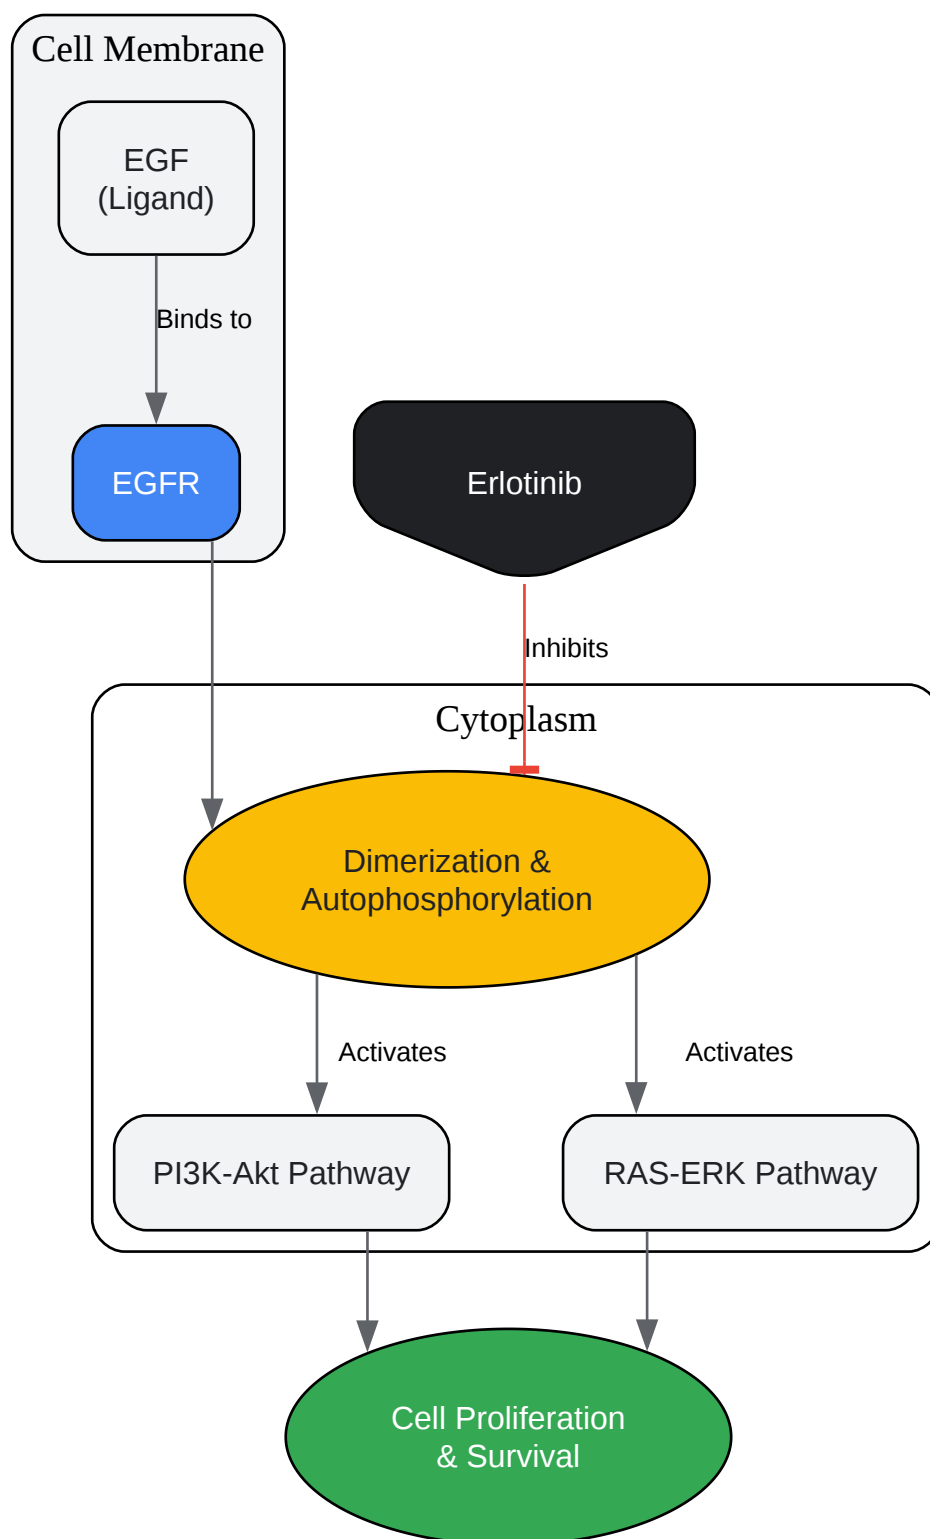 Cell Membrane
EGF
(Ligand)
Binds to
EGFR
Erlotinib
Inhibits
Cytoplasm
Dimerization &
Autophosphorylation
Activates
Activates
PI3K-Akt Pathway
RAS-ERK Pathway
Cell Proliferation
& Survival